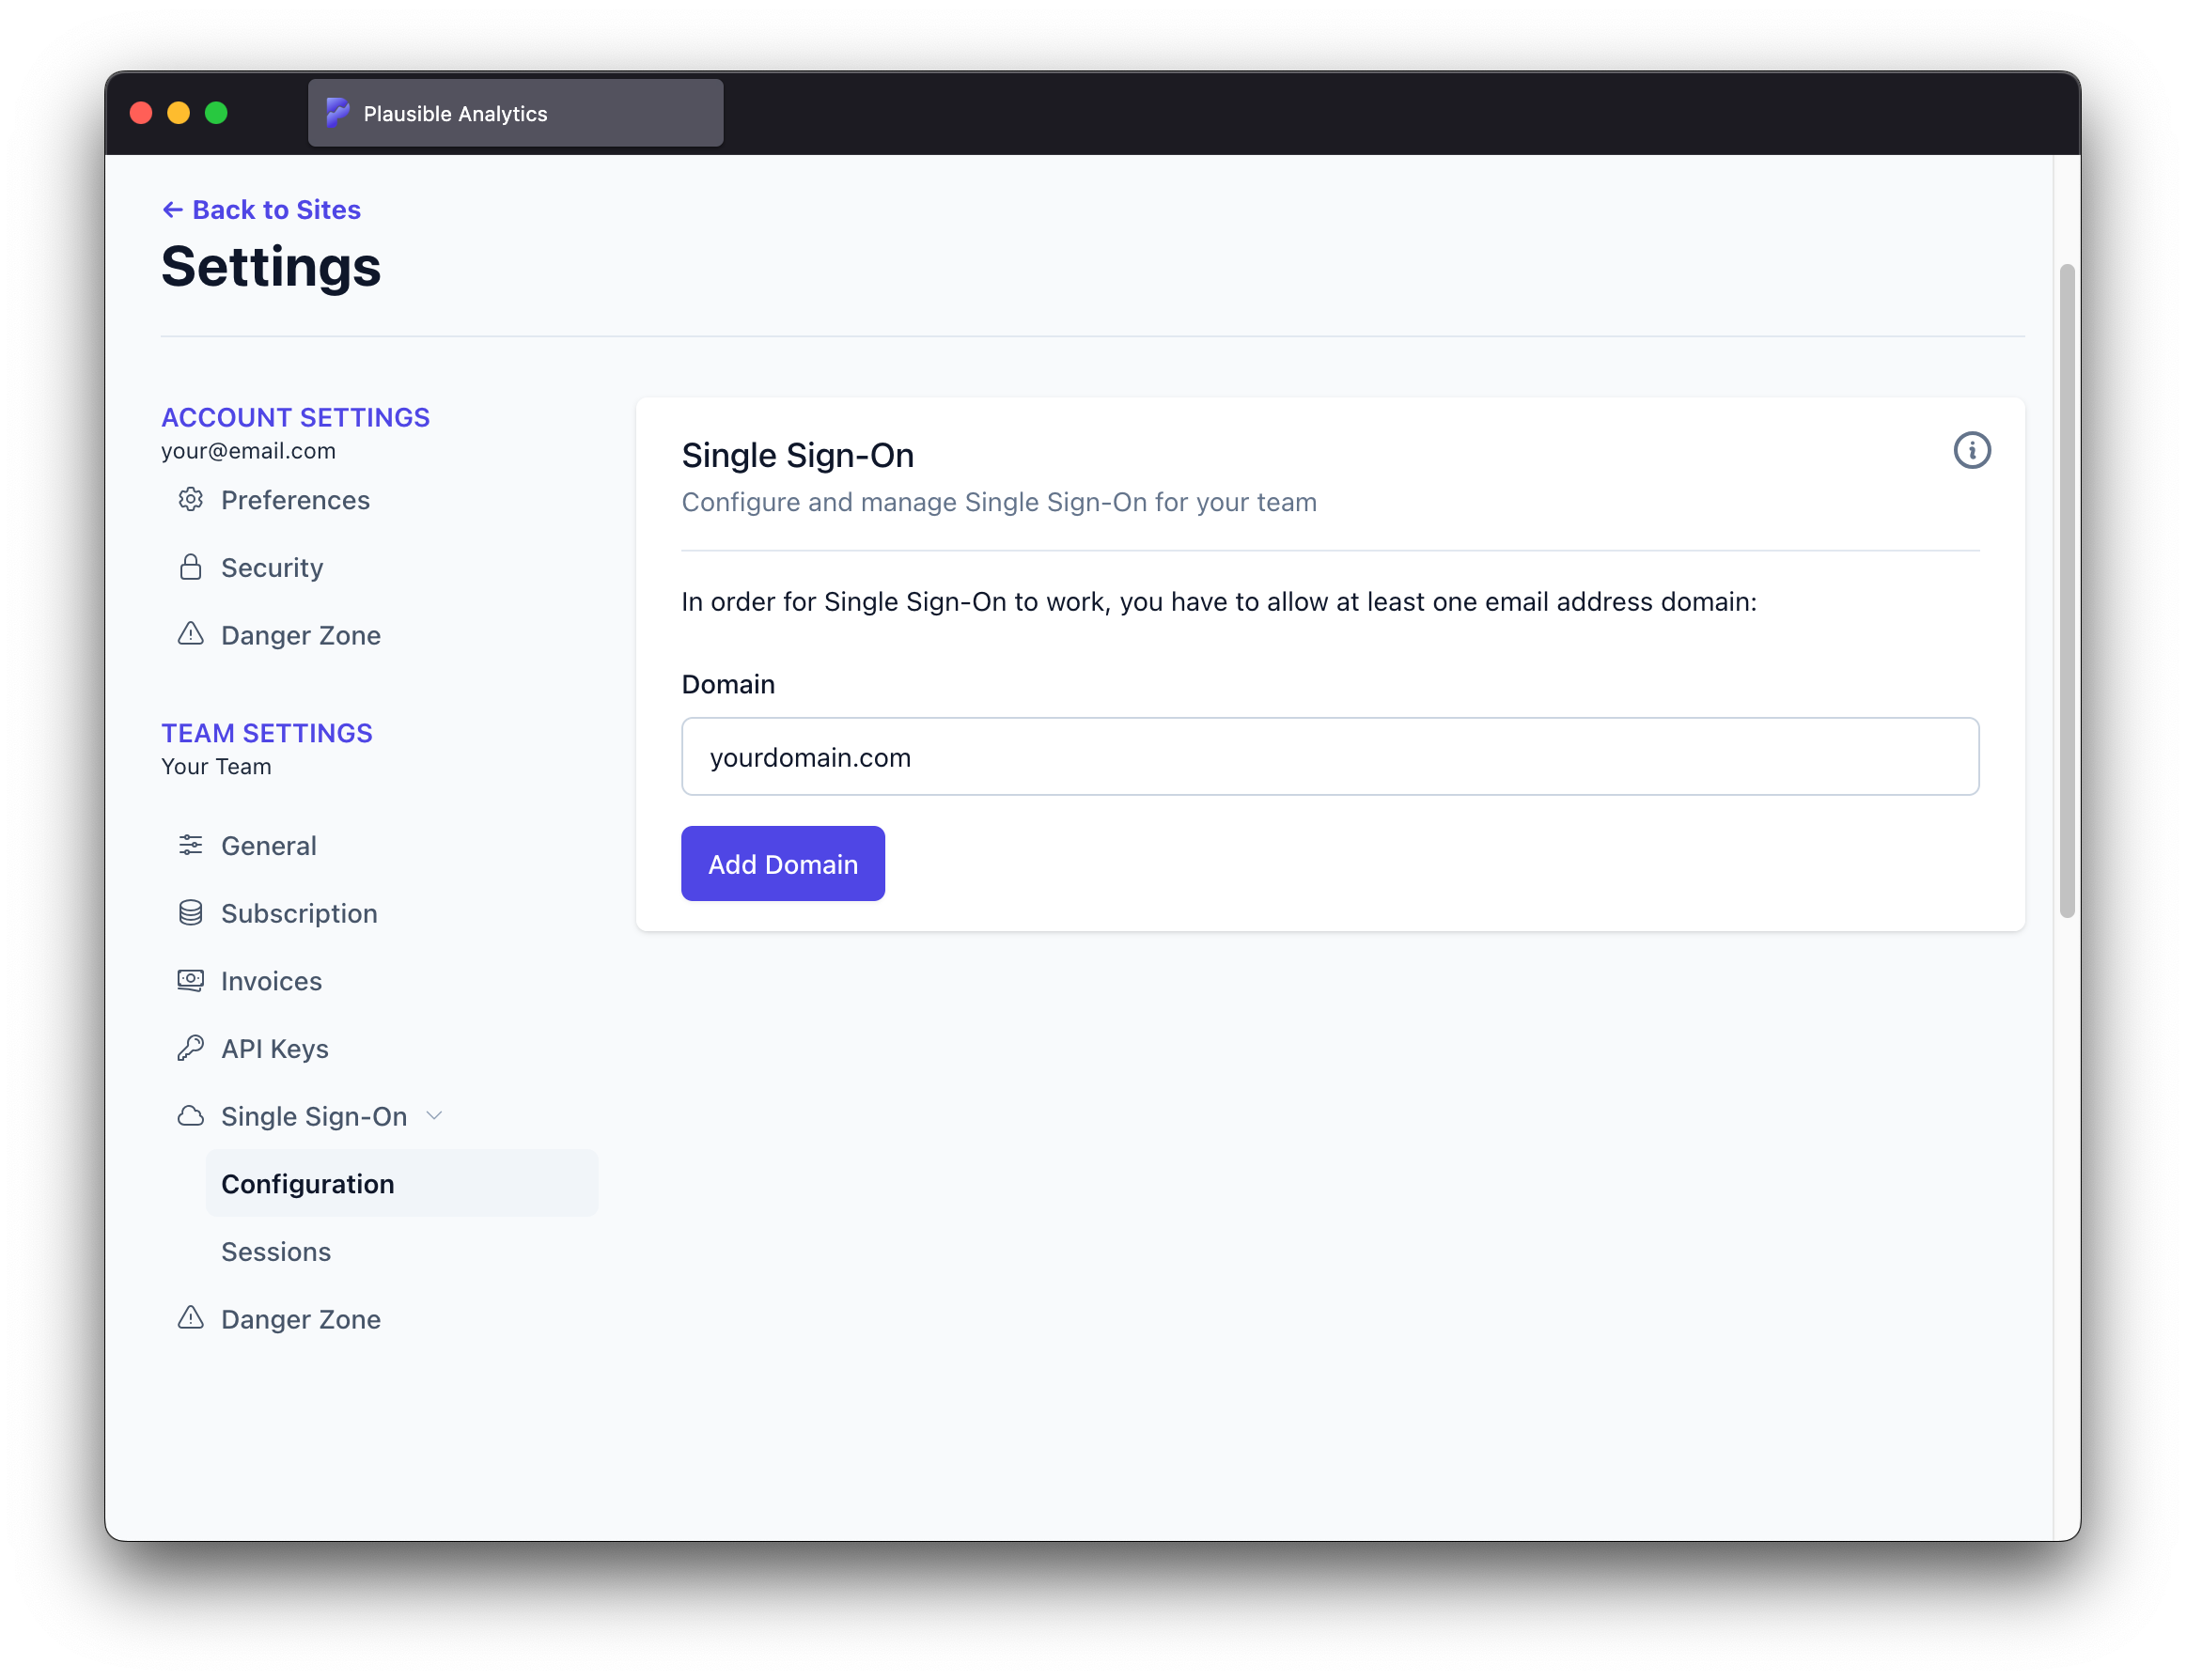 Plausible Analytics
← Back to Sites
Settings
ACCOUNT SETTINGS
your@email.com
Preferences
Security
Danger Zone
TEAM SETTINGS
Your Team
General
Subscription
Invoices
API Keys
Single Sign-On
Configuration
Sessions
Danger Zone
Single Sign-On
Configure and manage Single Sign-On for your team
In order for Single Sign-On to work, you have to allow at least one email address domain:
Domain
yourdomain.com
Add Domain